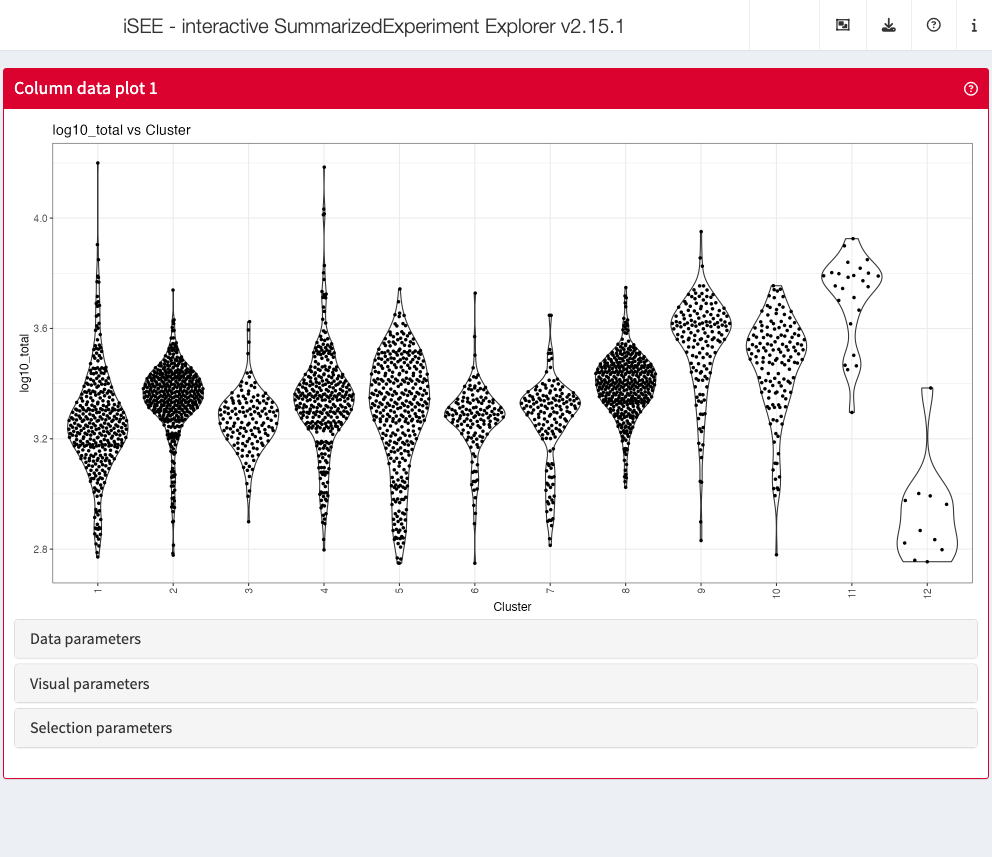 iSEE - interactive SummarizedExperiment Explorer v2.15.1
Column data plot 1
log10_total vs Cluster
4.0
3.6
3.2
2.8
log10_total
1 2 3 4 5 6 7 8 9 10 11 12
Cluster
Data parameters
Visual parameters
Selection parameters